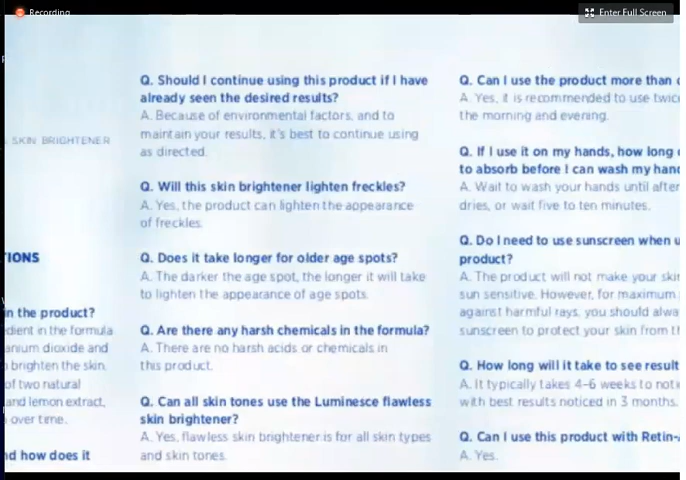 Recording
Enter Full Screen
SKIN BRIGHTENER
TIONS
in the product?
dient in the formula
anium dioxide and
brighten the skin.
of two natural
and lemon extract,
over time.
nd how does it
Q. Should I continue using this product if I have
already seen the desired results?
A. Because of environmental factors, and to
maintain your results, it's best to continue using
as directed.
Q. Will this skin brightener lighten freckles?
A. Yes, the product can lighten the appearance
of freckles.
Q. Does it take longer for older age spots?
A. The darker the age spot, the longer it will take
to lighten the appearance of age spots.
Q. Are there any harsh chemicals in the formula?
A. There are no harsh acids or chemicals in
this product.
Q. Can all skin tones use the Luminesce flawless
skin brightener?
A. Yes, flawless skin brightener is for all skin types
and skin tones.
Q. Can I use the product more than
A. Yes, it is recommended to use twic
the morning and evening.
Q. If I use it on my hands, how long
to absorb before I can wash my hand
A. Wait to wash your hands until after
dries, or wait five to ten minutes.
Q. Do I need to use sunscreen when u
product?
A. The product will not make your skin
sun sensitive. However, for maximum
against harmful rays, you should alwa
sunscreen to protect your skin from th
Q. How long will it take to see result
A. It typically takes 4-6 weeks to noti
with best results noticed in 3 months.
Q. Can I use this product with Retin-
A. Yes.